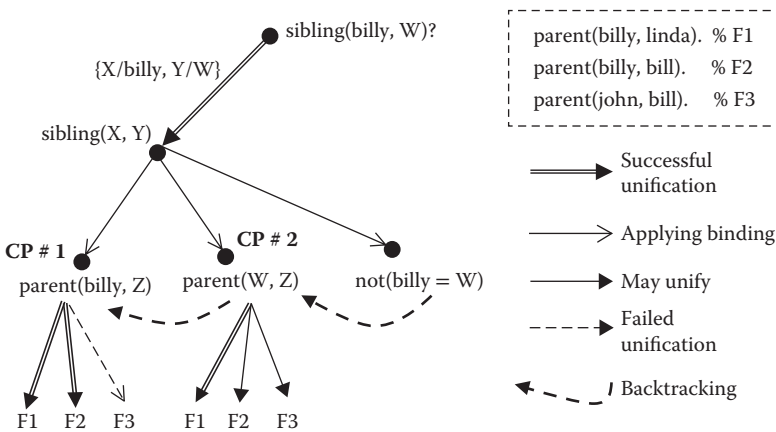 sibling(billy, W)?
{X/billy, Y/W}
sibling(X, Y)
CP # 1
CP # 2
parent(billy, Z)
parent(W, Z)
not(billy = W)
F1 F2 F3
F1 F2 F3
parent(billy, linda). % F1
parent(billy, bill). % F2
parent(john, bill). % F3
Successful
unification
Applying binding
May unify
Failed
unification
Backtracking